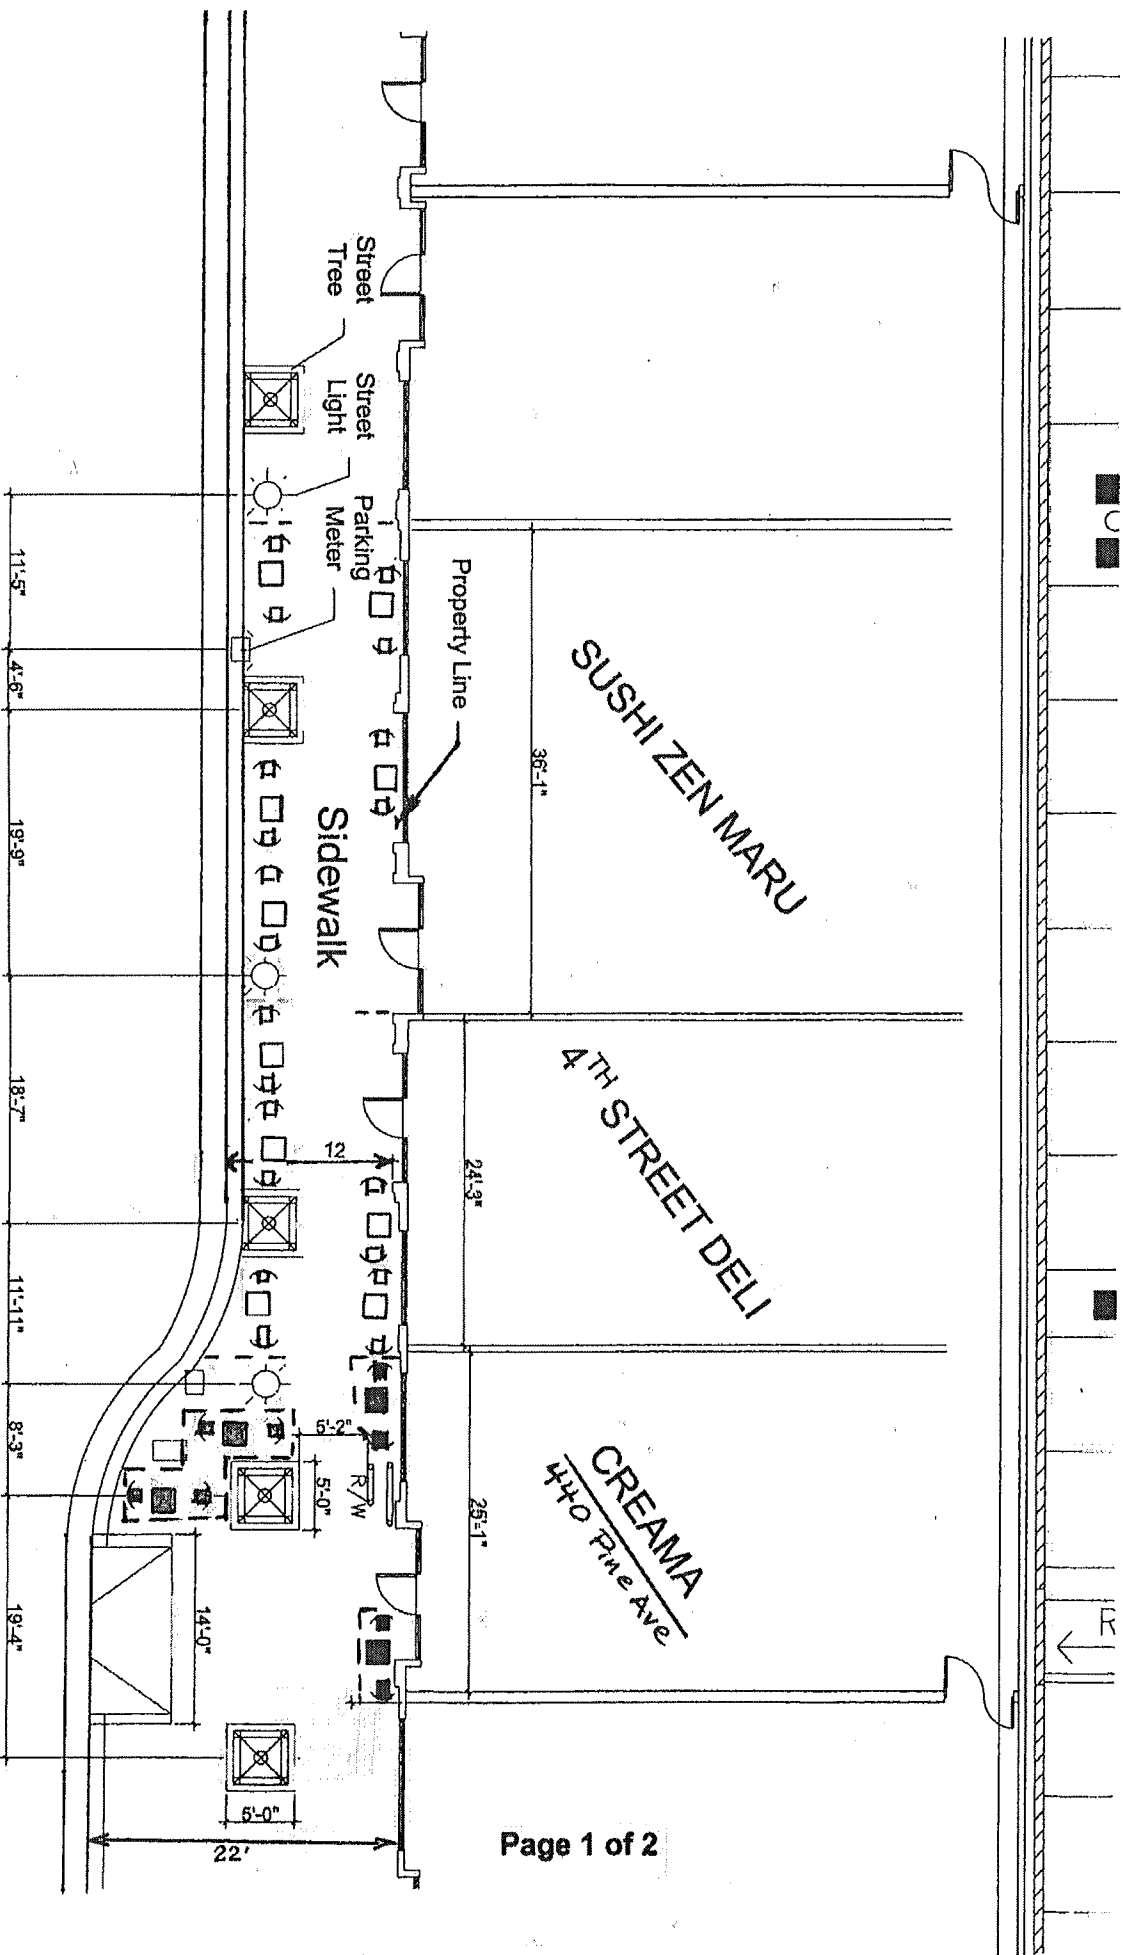 Street
Tree
Street
Light
Parking
Meter
Property Line
Sidewalk
SUSHI ZEN MARU
36'-1"
4TH STREET DELI
24'-3"
CREAMA
440 Pine Ave
25'-1"
12
5'-2"
R/W
5'-0"
14'-0"
5'-0"
22'
11'-5"
4'-6"
19'-9"
18'-7"
11'-11"
8'-3"
19'-4"
R
Page 1 of 2